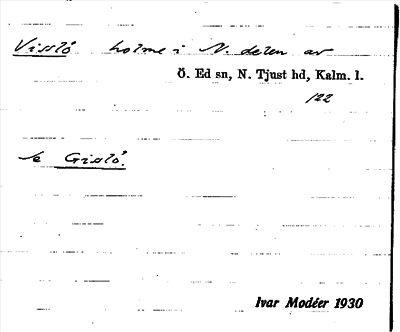 Visslö holme i N. delen av
Ö. Ed sn, N. Tjust hd, Kalm. l.
122
se Gisslö.
Ivar Modéer 1930